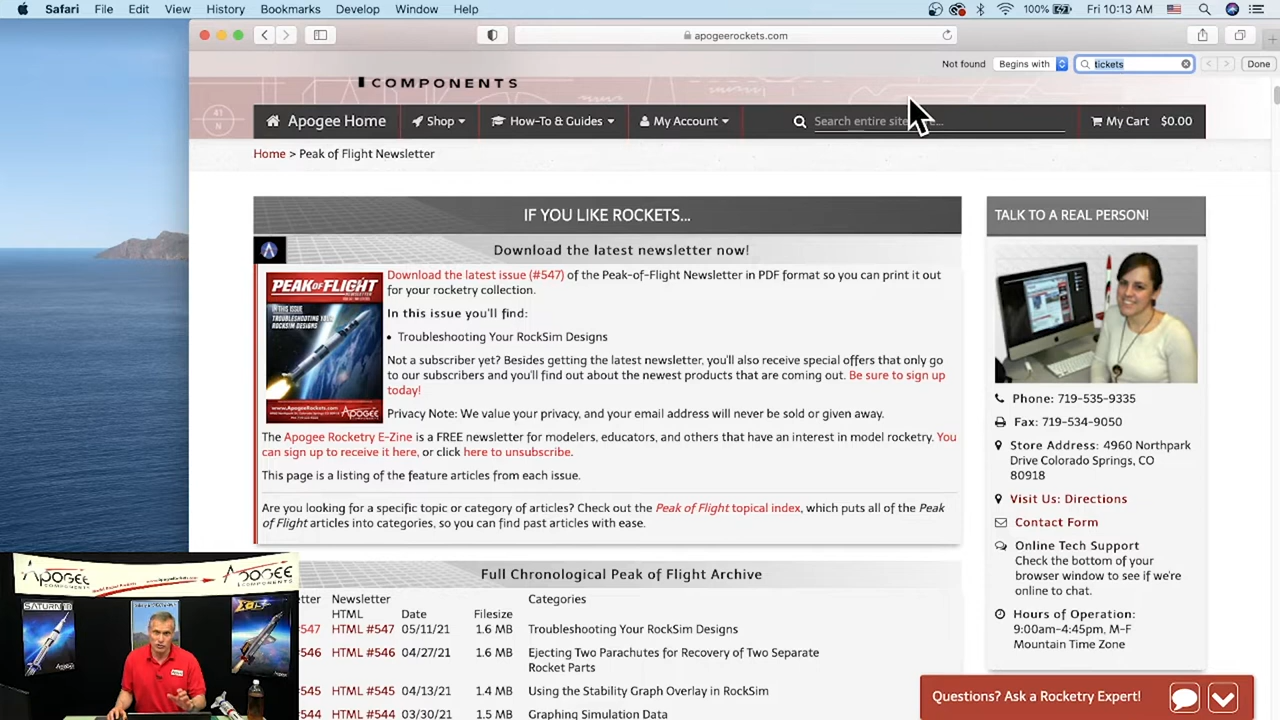 Safari File Edit View History Bookmarks Develop Window Help 100% Fri 10:13 AM
apogeerockets.com
Not found Begins with tickets Done
COMPONENTS
Apogee Home Shop How-To & Guides My Account Search entire site My Cart $0.00
Home > Peak of Flight Newsletter
IF YOU LIKE ROCKETS...
Download the latest newsletter now!
PEAK OF FLIGHT
NEWSLETTER
IN THIS ISSUE
TROUBLESHOOTING YOUR
ROCKSIM DESIGNS
www.ApogeeRockets.com
Apogee
Download the latest issue (#547) of the Peak-of-Flight Newsletter in PDF format so you can print it out
for your rocketry collection.
In this issue you'll find:
• Troubleshooting Your RockSim Designs
Not a subscriber yet? Besides getting the latest newsletter, you'll also receive special offers that only go
to our subscribers and you'll find out about the newest products that are coming out. Be sure to sign up
today!
Privacy Note: We value your privacy, and your email address will never be sold or given away.
The Apogee Rocketry E-Zine is a FREE newsletter for modelers, educators, and others that have an interest in model rocketry. You
can sign up to receive it here, or click here to unsubscribe.
This page is a listing of the feature articles from each issue.
Are you looking for a specific topic or category of articles? Check out the Peak of Flight topical index, which puts all of the Peak
of Flight articles into categories, so you can find past articles with ease.
TALK TO A REAL PERSON!
Phone: 719-535-9335
Fax: 719-534-9050
Store Address: 4960 Northpark
Drive Colorado Springs, CO
80918
Visit Us: Directions
Contact Form
Online Tech Support
Check the bottom of your
browser window to see if we're
online to chat.
Hours of Operation:
9:00am-4:45pm, M-F
Mountain Time Zone
Full Chronological Peak of Flight Archive
tter Newsletter Categories
HTML Date Filesize
547 HTML #547 05/11/21 1.6 MB Troubleshooting Your RockSim Designs
546 HTML #546 04/27/21 1.6 MB Ejecting Two Parachutes for Recovery of Two Separate
Rocket Parts
545 HTML #545 04/13/21 1.4 MB Using the Stability Graph Overlay in RockSim
544 HTML #544 03/30/21 1.5 MB Graphing Simulation Data
Questions? Ask a Rocketry Expert!
APOGEE
COMPONENTS
APOGEE
COMPONENTS
SATURN